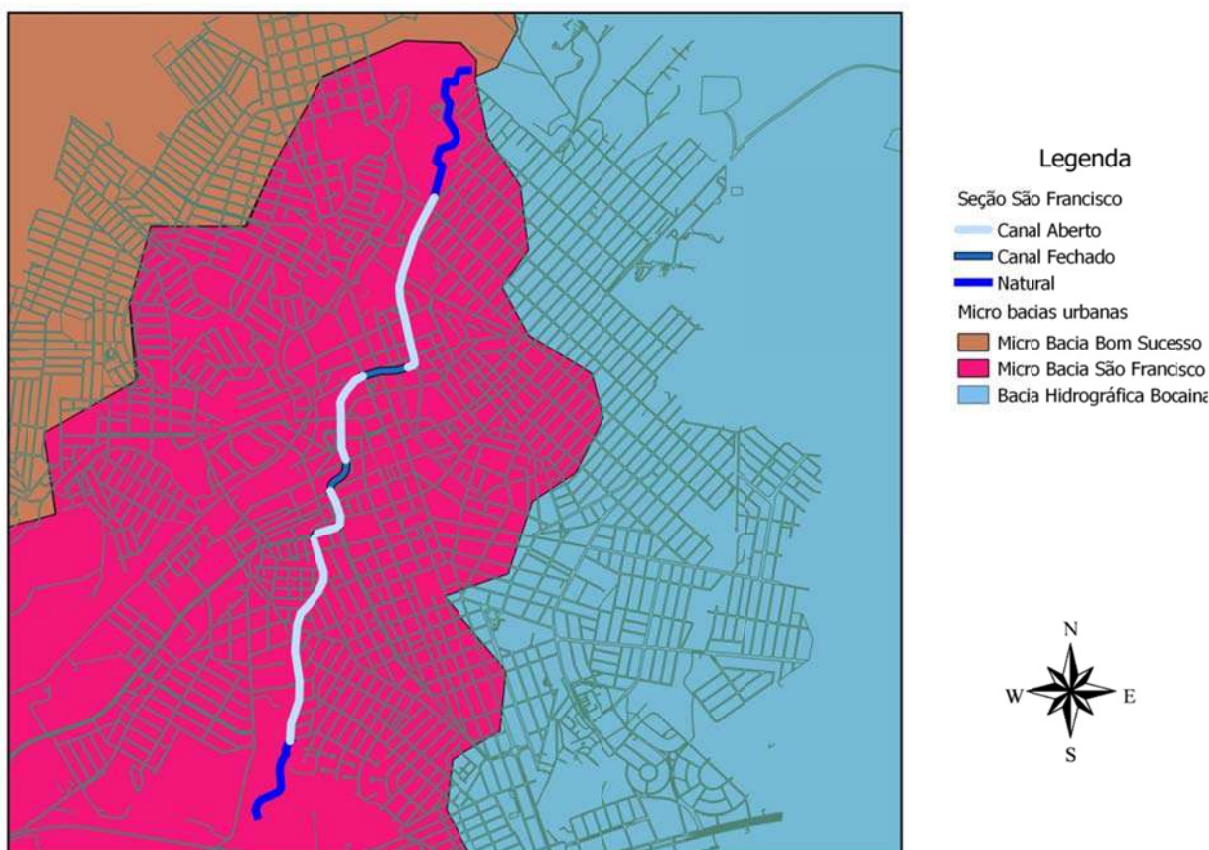 Legenda
Seção São Francisco
Canal Aberto
Canal Fechado
Natural
Micro bacias urbanas
Micro Bacia Bom Sucesso
Micro Bacia São Francisco
Bacia Hidrográfica Bocaina
N
W E
S